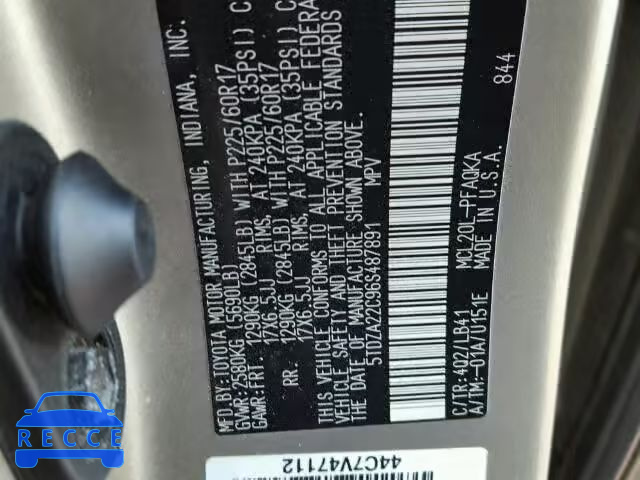 MFD.BY:TOYOTA MOTOR MANUFACTURING, INDIANA, INC.
GVWR:2580KG (5690LB)
GAWR:FRT. 1290KG (2845LB) WITH P225/60R17
17X6.5JJ RIMS, AT 240KPA (35PSI) C
RR. 1290KG (2845LB) WITH P225/60R17
17X6.5JJ RIMS, AT 240KPA (35PSI) C
THIS VEHICLE CONFORMS TO ALL APPLICABLE FEDERA
VEHICLE SAFETY AND THEFT PREVENTION STANDARDS
EFFECT ON THE DATE OF MANUFACTURE SHOWN ABOVE.
5TDZA22C96S487891 MPV
844
C/TR:4Q2/LB41 MCL20L-PFAQKA
A/TM:-01A/U151E MADE IN U.S.A.
44C7V47112
RECCE